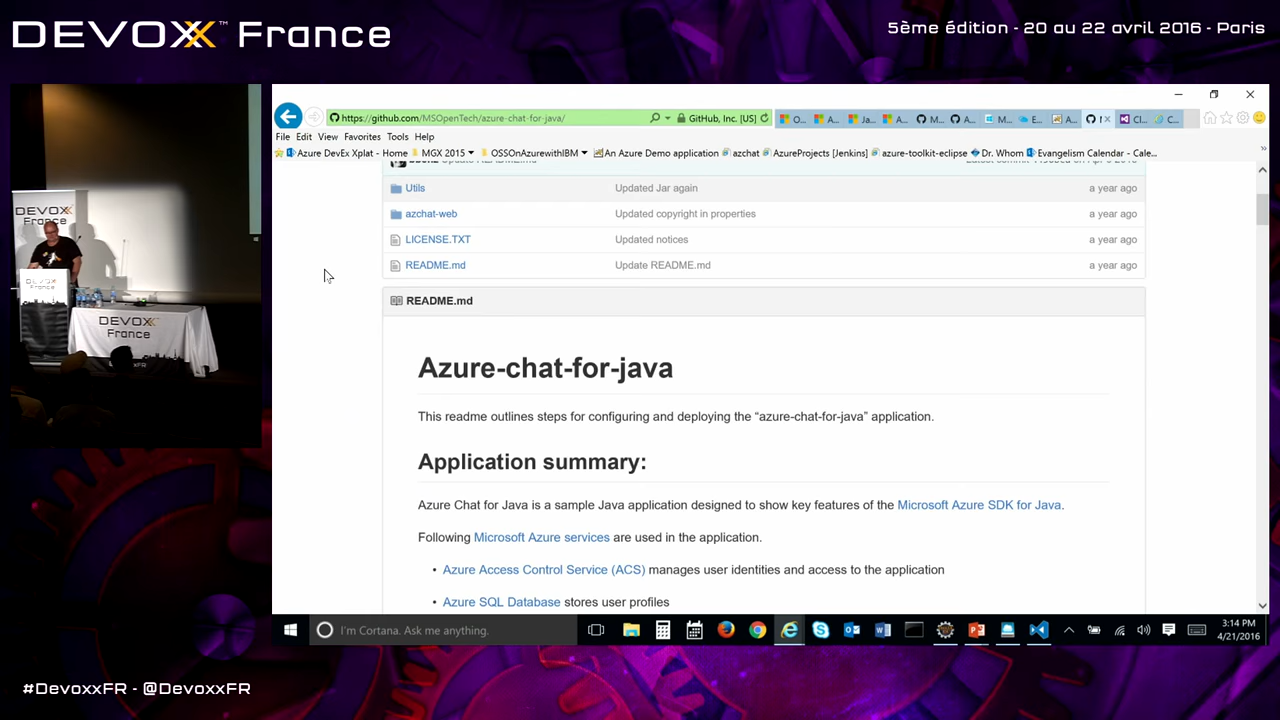 DEVOXX™ France
5ème édition - 20 au 22 avril 2016 - Paris
https://github.com/MSOpenTech/azure-chat-for-java/
GitHub, Inc. [US]
O...
A...
Ja...
A...
M...
A...
M...
E...
A...
Cl...
C...
File Edit View Favorites Tools Help
Azure DevEx Xplat - Home
MGX 2015
OSSOnAzurewithIBM
An Azure Demo application
azchat
AzureProjects [Jenkins]
azure-toolkit-eclipse
Dr. Whom
Evangelism Calendar - Cale...
Utils Updated Jar again a year ago
azchat-web Updated copyright in properties a year ago
LICENSE.TXT Updated notices a year ago
README.md Update README.md a year ago
README.md
Azure-chat-for-java
This readme outlines steps for configuring and deploying the “azure-chat-for-java” application.
Application summary:
Azure Chat for Java is a sample Java application designed to show key features of the Microsoft Azure SDK for Java.
Following Microsoft Azure services are used in the application.
• Azure Access Control Service (ACS) manages user identities and access to the application
• Azure SQL Database stores user profiles
I'm Cortana. Ask me anything.
3:14 PM
4/21/2016
DEVOXX
France
DEVOXX
France
#DevoxxFR - @DevoxxFR